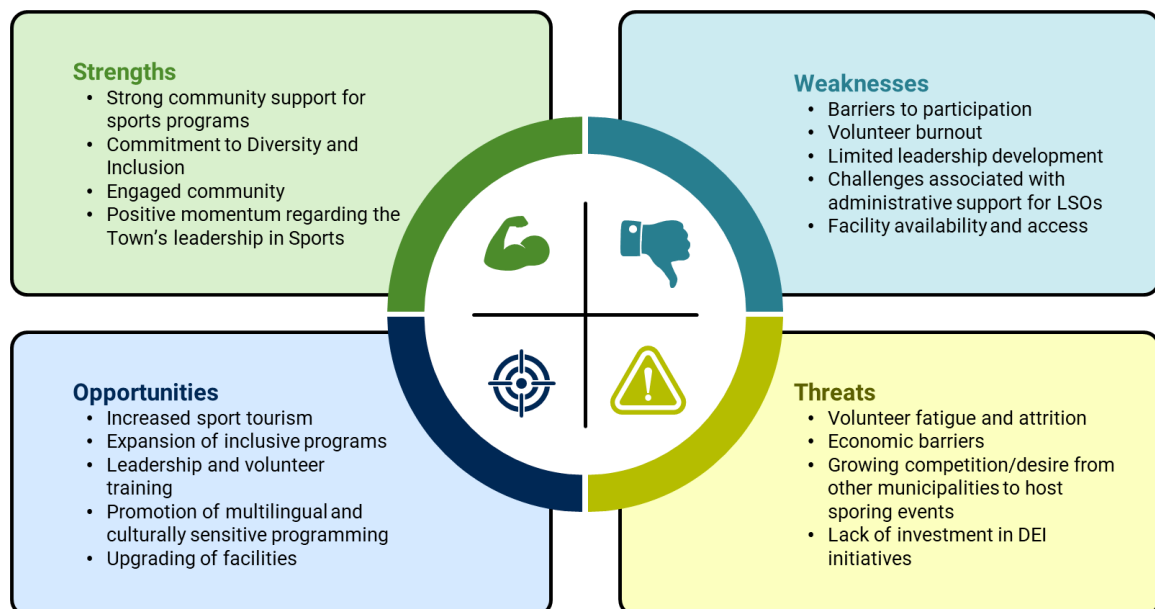 Strengths
• Strong community support for
sports programs
• Commitment to Diversity and
Inclusion
• Engaged community
• Positive momentum regarding the
Town’s leadership in Sports
Weaknesses
• Barriers to participation
• Volunteer burnout
• Limited leadership development
• Challenges associated with
administrative support for LSOs
• Facility availability and access
Opportunities
• Increased sport tourism
• Expansion of inclusive programs
• Leadership and volunteer
training
• Promotion of multilingual and
culturally sensitive programming
• Upgrading of facilities
Threats
• Volunteer fatigue and attrition
• Economic barriers
• Growing competition/desire from
other municipalities to host
sporing events
• Lack of investment in DEI
initiatives